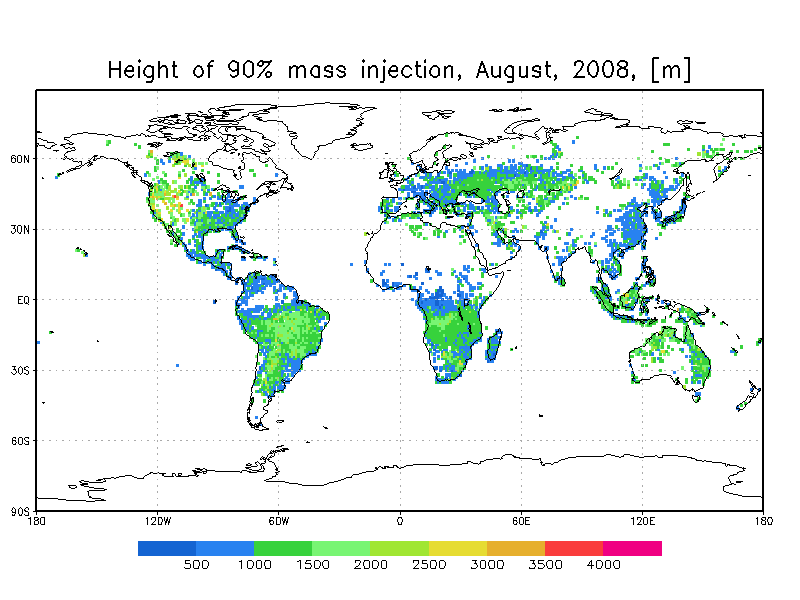 Height of 90% mass injection, August, 2008, [m]
60N
30N
EQ
30S
60S
90S
180 120W 60W 0 60E 120E 180
500 1000 1500 2000 2500 3000 3500 4000